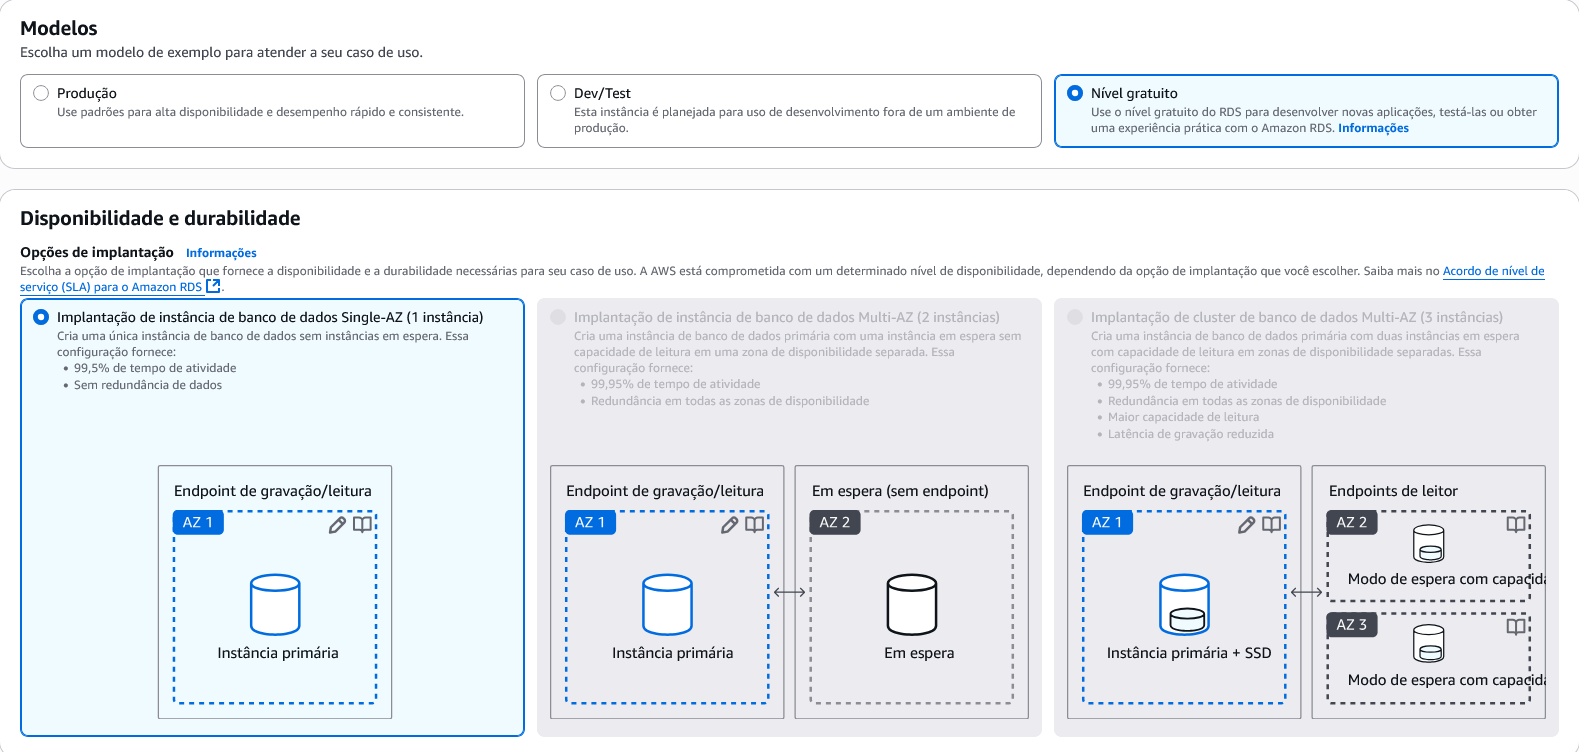 Modelos
Escolha um modelo de exemplo para atender a seu caso de uso.
Produção
Use padrões para alta disponibilidade e desempenho rápido e consistente.
Dev/Test
Esta instância é planejada para uso de desenvolvimento fora de um ambiente de
produção.
Nível gratuito
Use o nível gratuito do RDS para desenvolver novas aplicações, testá-las ou obter
uma experiência prática com o Amazon RDS. Informações
Disponibilidade e durabilidade
Opções de implantação Informações
Escolha a opção de implantação que fornece a disponibilidade e a durabilidade necessárias para seu caso de uso. A AWS está comprometida com um determinado nível de disponibilidade, dependendo da opção de implantação que você escolher. Saiba mais no Acordo de nível de
serviço (SLA) para o Amazon RDS.
Implantação de instância de banco de dados Single-AZ (1 instância)
Cria uma única instância de banco de dados sem instâncias em espera. Essa
configuração fornece:
• 99,5% de tempo de atividade
• Sem redundância de dados
Endpoint de gravação/leitura
AZ 1
Instância primária
Implantação de instância de banco de dados Multi-AZ (2 instâncias)
Cria uma instância de banco de dados primária com uma instância em espera sem
capacidade de leitura em uma zona de disponibilidade separada. Essa
configuração fornece:
• 99,95% de tempo de atividade
• Redundância em todas as zonas de disponibilidade
Endpoint de gravação/leitura
AZ 1
Instância primária
Em espera (sem endpoint)
AZ 2
Em espera
Implantação de cluster de banco de dados Multi-AZ (3 instâncias)
Cria uma instância de banco de dados primária com duas instâncias em espera
com capacidade de leitura em zonas de disponibilidade separadas. Essa
configuração fornece:
• 99,95% de tempo de atividade
• Redundância em todas as zonas de disponibilidade
• Maior capacidade de leitura
• Latência de gravação reduzida
Endpoint de gravação/leitura
AZ 1
Instância primária + SSD
Endpoints de leitor
AZ 2
Modo de espera com capacida
AZ 3
Modo de espera com capacida